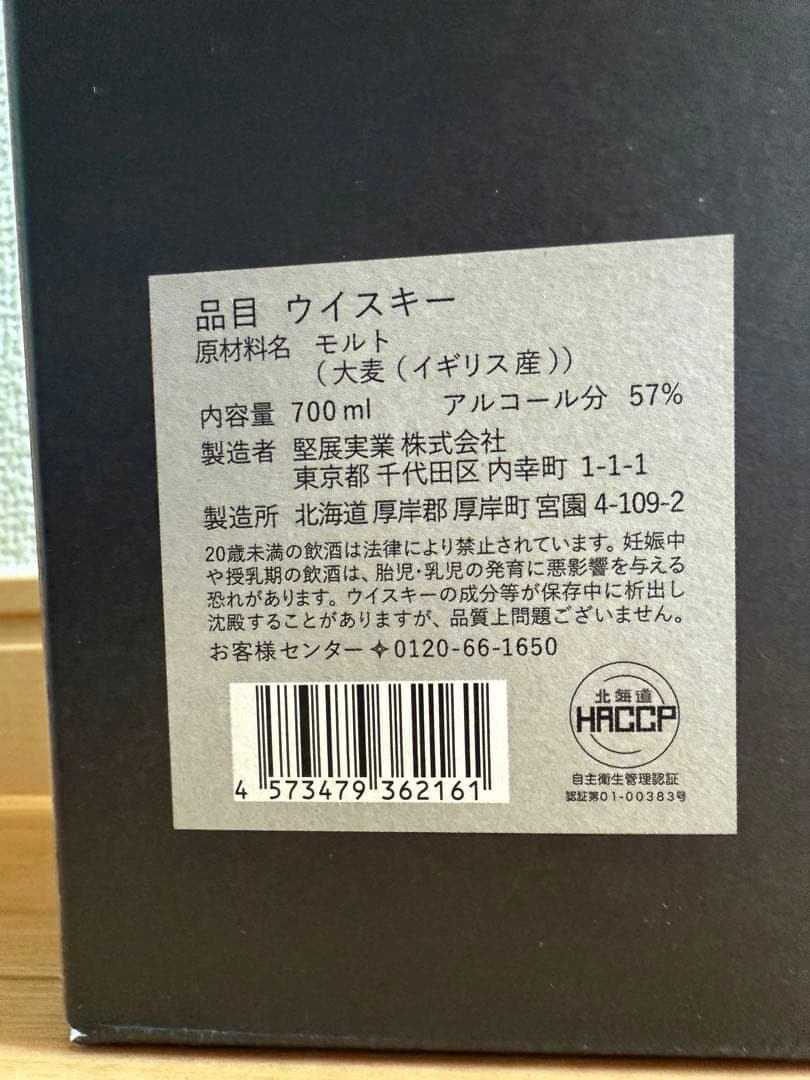 品目 ウイスキー
原材料名 モルト
（大麦（イギリス産））
内容量 700ml アルコール分 57%
製造者 堅展実業 株式会社
東京都 千代田区 内幸町 1-1-1
製造所 北海道 厚岸郡 厚岸町 宮園 4-109-2
20歳未満の飲酒は法律により禁止されています。妊娠中
や授乳期の飲酒は、胎児・乳児の発育に悪影響を与える
恐れがあります。ウイスキーの成分等が保存中に析出し
沈殿することがありますが、品質上問題ございません。
お客様センター✧0120-66-1650
4 573479 362161
北海道
HACCP
自主衛生管理認証
認証第01-00383号